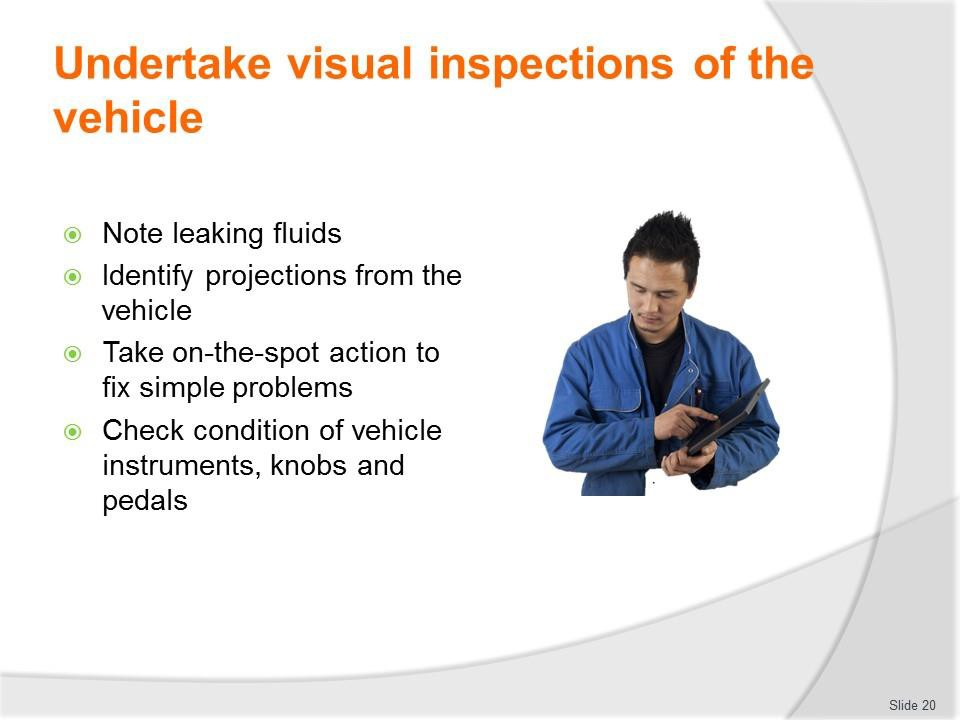 Undertake visual inspections of the
vehicle
Note leaking fluids
Identify projections from the
vehicle
Take on-the-spot action to
fix simple problems
Check condition of vehicle
instruments, knobs and
pedals
Slide 20